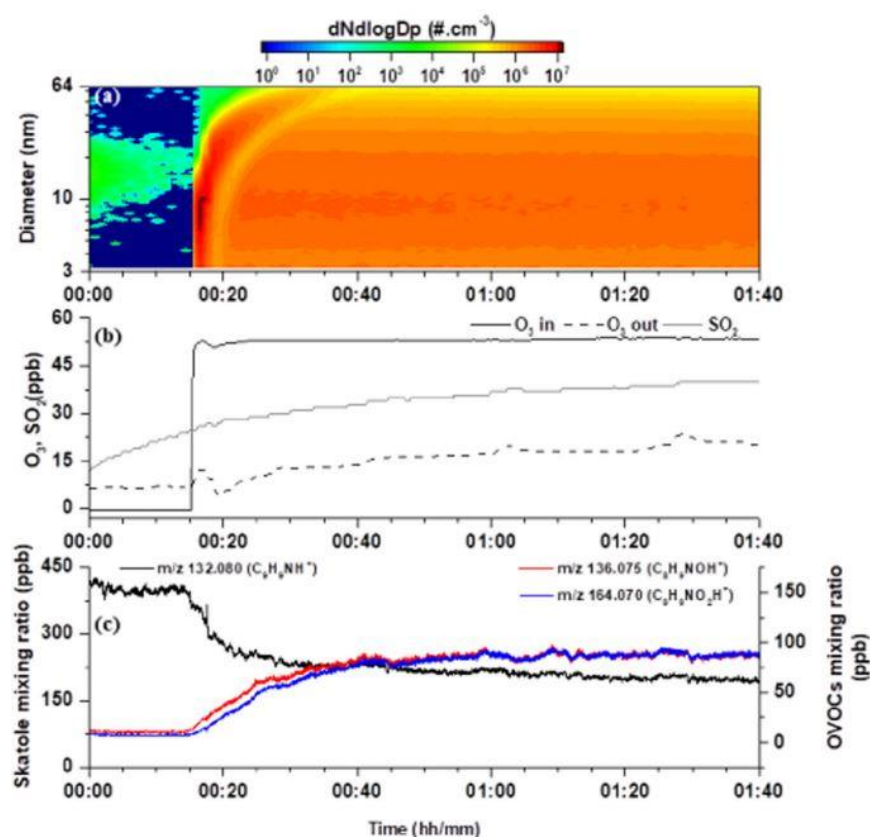 dNdlogDp (#.cm⁻³)
10⁰ 10¹ 10² 10³ 10⁴ 10⁵ 10⁶ 10⁷
(a)
Diameter (nm)
64
10
3
00:00 00:20 00:40 01:00 01:20 01:40
(b)
O₃ in O₃ out SO₂
O₃, SO₂(ppb)
60
45
30
15
0
00:00 00:20 00:40 01:00 01:20 01:40
(c)
m/z 132.080 (C₉H₉NH⁺) m/z 136.075 (C₈H₉NOH⁺)
m/z 164.070 (C₉H₉NO₂H⁺)
Skatole mixing ratio (ppb)
450
300
150
0
OVOCs mixing ratio
(ppb)
150
100
50
0
00:00 00:20 00:40 01:00 01:20 01:40
Time (hh/mm)